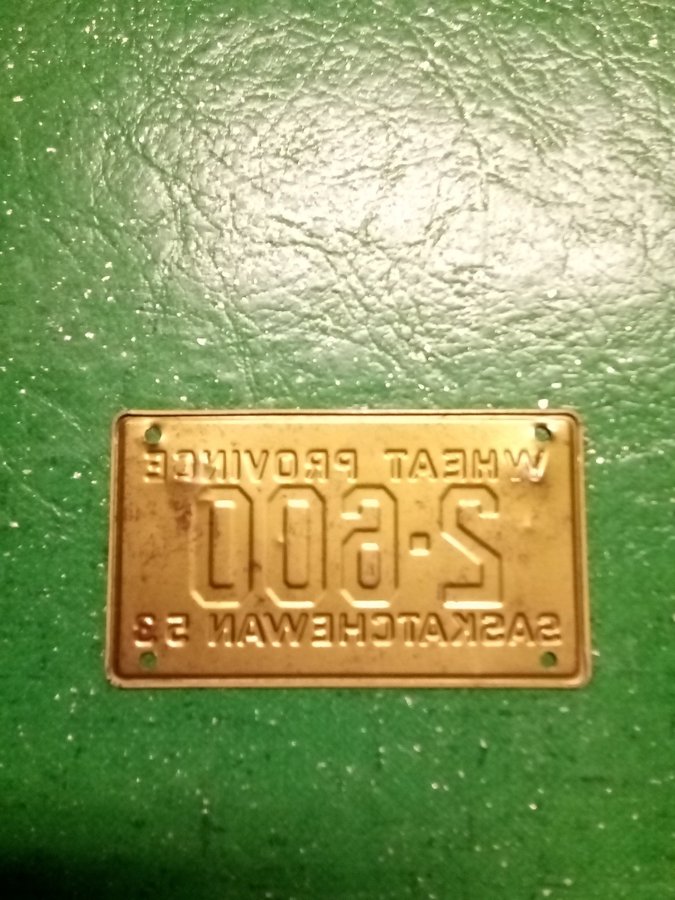 WHEAT PROVINCE
2·600
SASKATCHEWAN 53